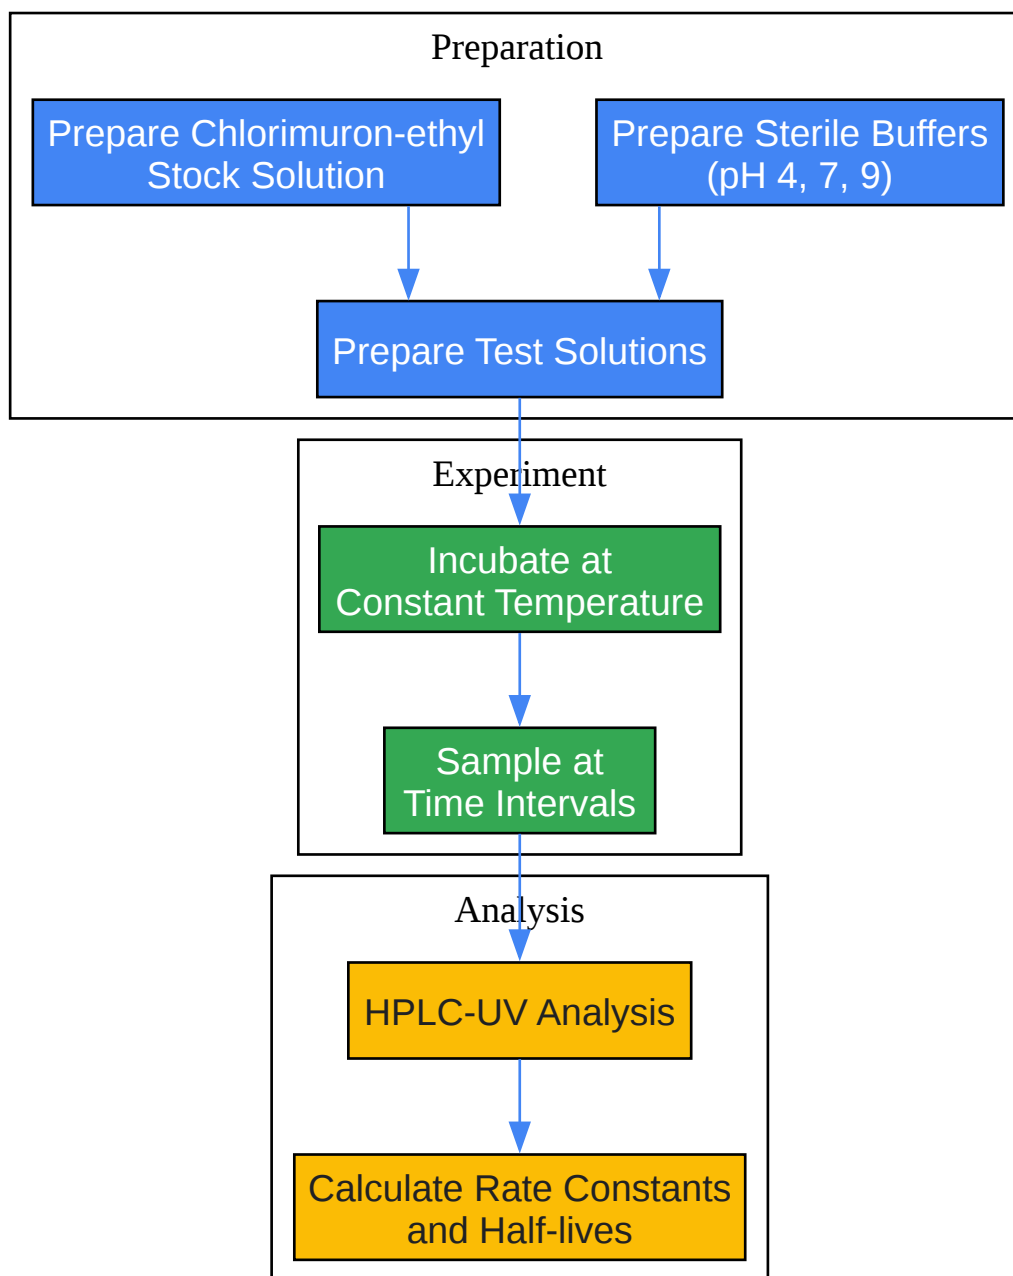 Preparation
Prepare Chlorimuron-ethyl
Stock Solution
Prepare Sterile Buffers
(pH 4, 7, 9)
Prepare Test Solutions
Experiment
Incubate at
Constant Temperature
Sample at
Time Intervals
Analysis
HPLC-UV Analysis
Calculate Rate Constants
and Half-lives